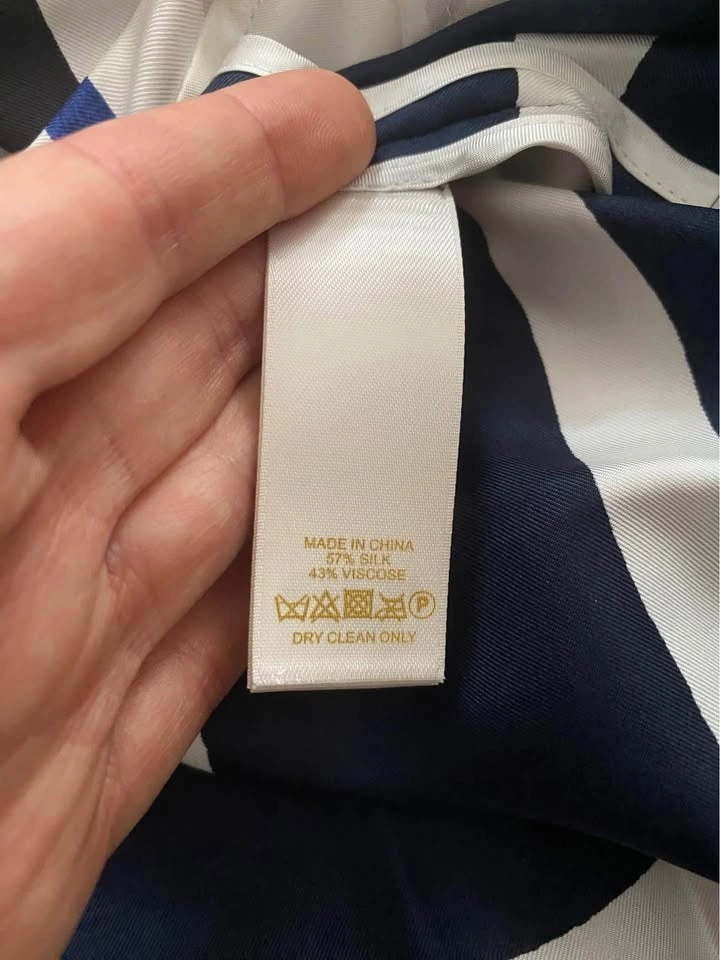 MADE IN CHINA
57% SILK
43% VISCOSE
P
DRY CLEAN ONLY